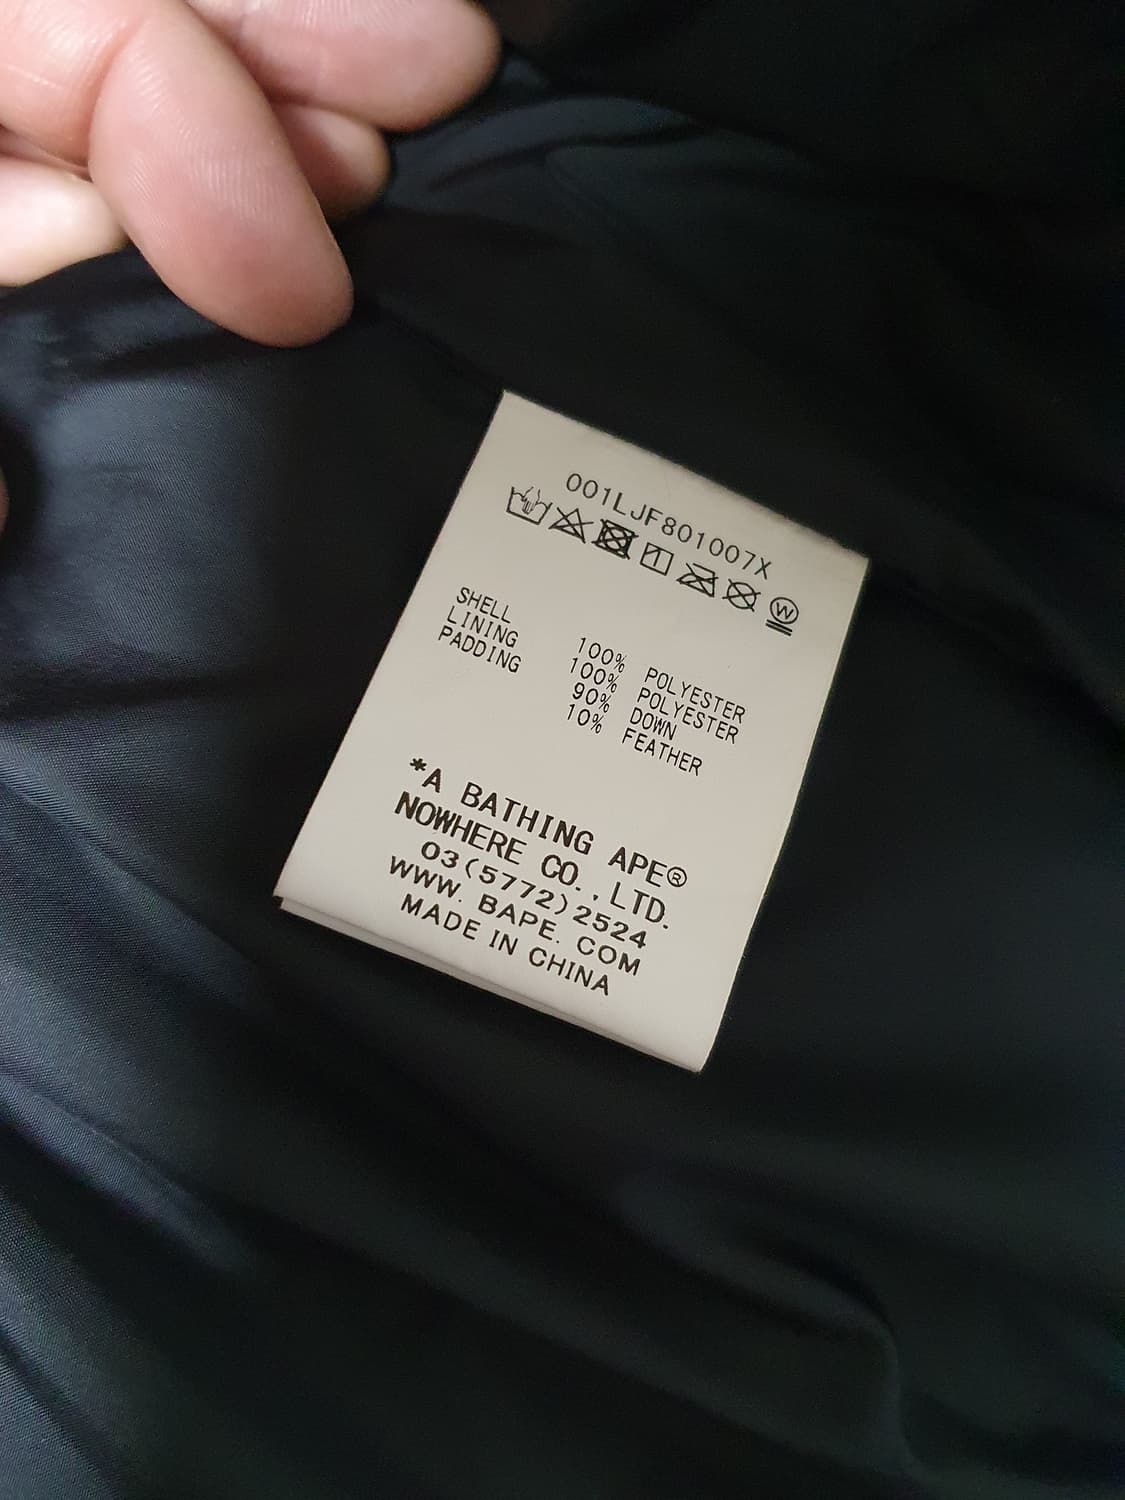 001LJF801007X
W
SHELL 100% POLYESTER
LINING 100% POLYESTER
PADDING 90% DOWN
10% FEATHER
*A BATHING APE®
NOWHERE CO.,LTD.
03(5772)2524
WWW.BAPE.COM
MADE IN CHINA